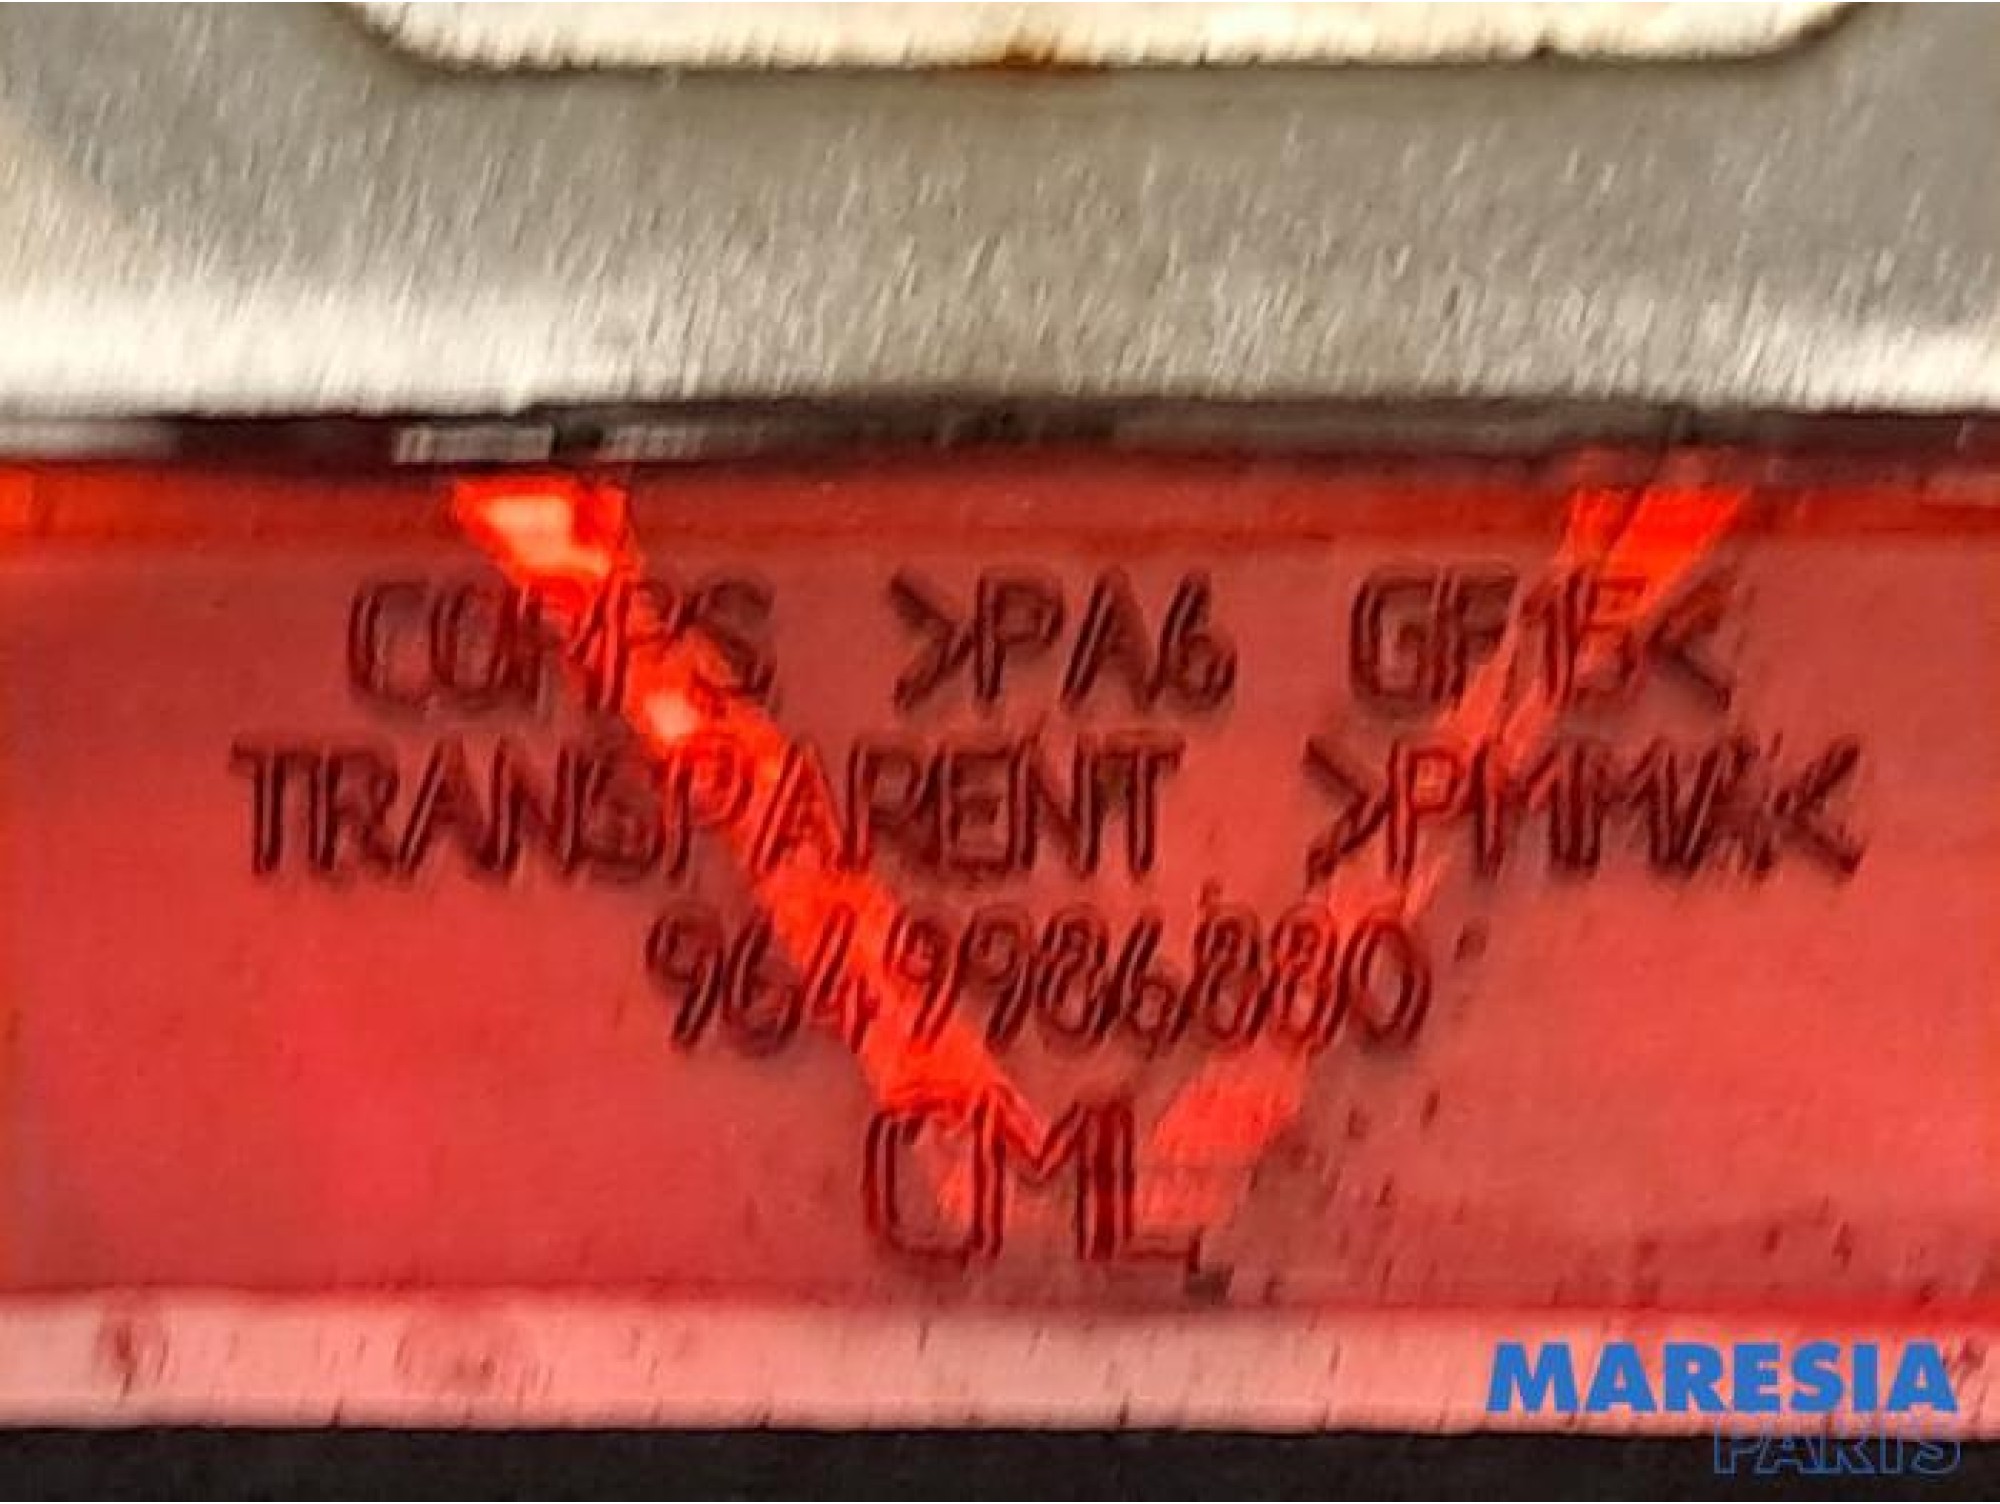 CORPS >PA6 GF15<
TRANSPARENT >PMMA<
9649986880
CML
MARESIA
PARTS